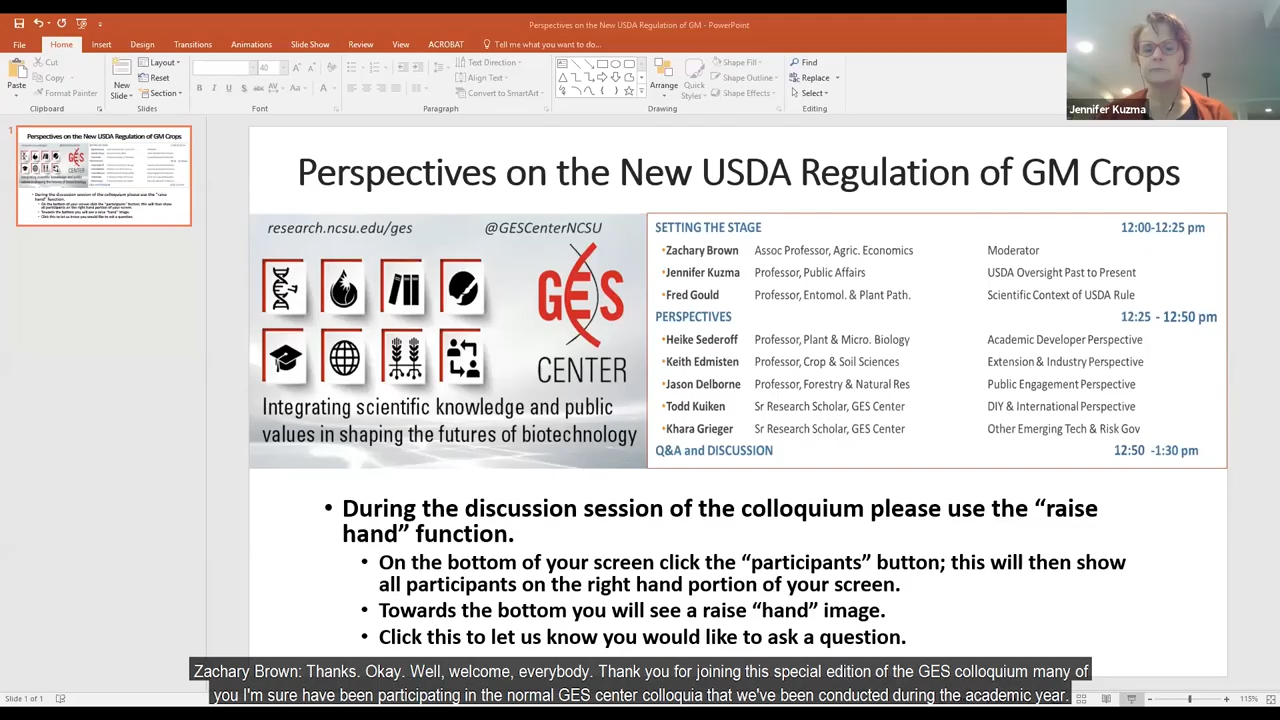 Perspectives on the New USDA Regulation of GM - PowerPoint
File Home Insert Design Transitions Animations Slide Show Review View ACROBAT Tell me what you want to do...
Paste
Cut
Copy
Format Painter
Clipboard
New Slide
Layout
Reset
Section
Slides
40
Font
Text Direction
Align Text
Convert to SmartArt
Paragraph
Arrange
Quick Styles
Shape Fill
Shape Outline
Shape Effects
Drawing
Find
Replace
Select
Editing
Jennifer Kuzma
1
Perspectives on the New USDA Regulation of GM Crops
research.ncsu.edu/ges @GESCenterNCSU
GES
CENTER
Integrating scientific knowledge and public
values in shaping the futures of biotechnology
SETTING THE STAGE 12:00-12:25 pm
•Zachary Brown Assoc Professor, Agric. Economics Moderator
•Jennifer Kuzma Professor, Public Affairs USDA Oversight Past to Present
•Fred Gould Professor, Entomol. & Plant Path. Scientific Context of USDA Rule
PERSPECTIVES 12:25 - 12:50 pm
•Heike Sederoff Professor, Plant & Micro. Biology Academic Developer Perspective
•Keith Edmisten Professor, Crop & Soil Sciences Extension & Industry Perspective
•Jason Delborne Professor, Forestry & Natural Res Public Engagement Perspective
•Todd Kuiken Sr Research Scholar, GES Center DIY & International Perspective
•Khara Grieger Sr Research Scholar, GES Center Other Emerging Tech & Risk Gov
Q&A and DISCUSSION 12:50 -1:30 pm
• During the discussion session of the colloquium please use the “raise
hand” function.
• On the bottom of your screen click the “participants” button; this will then show
all participants on the right hand portion of your screen.
• Towards the bottom you will see a raise “hand” image.
• Click this to let us know you would like to ask a question.
Zachary Brown: Thanks. Okay. Well, welcome, everybody. Thank you for joining this special edition of the GES colloquium many of
you I'm sure have been participating in the normal GES center colloquia that we've been conducted during the academic year.
Slide 1 of 1
115%